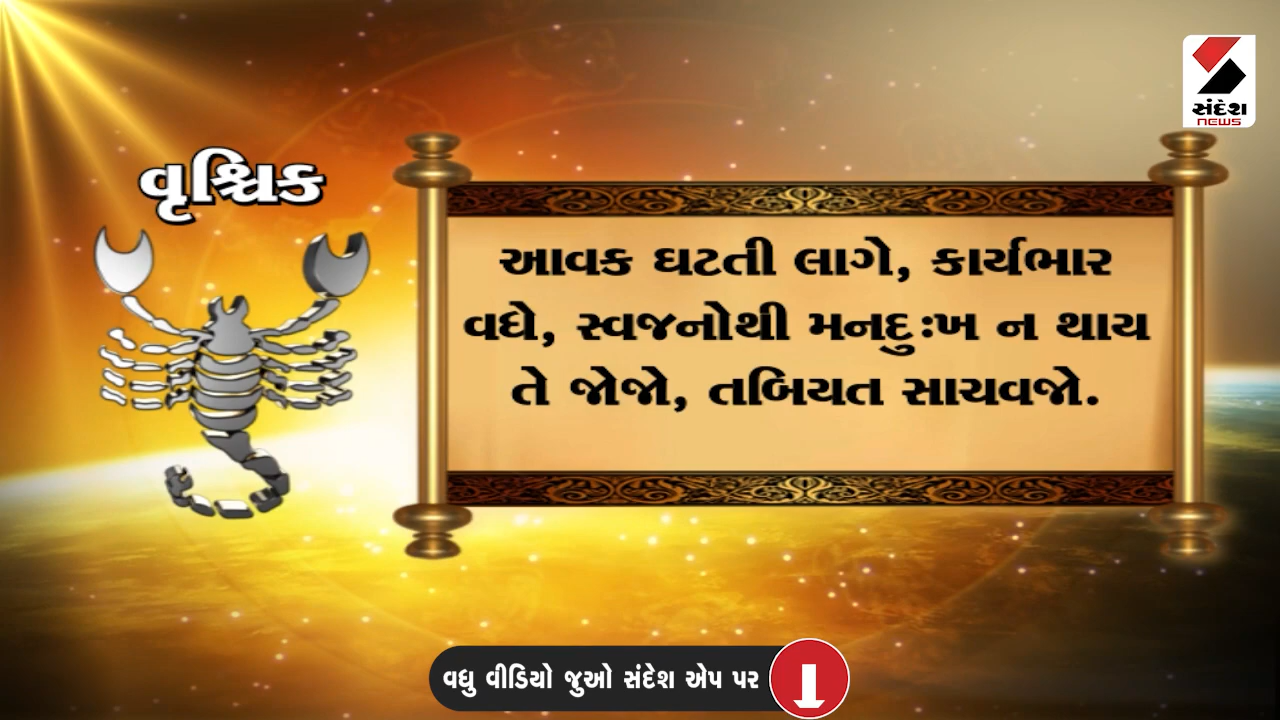 સંદેશ
NEWS
વૃશ્ચિક
આવક ઘટતી લાગે, કાર્યભાર
વધે, સ્વજનોથી મનદુઃખ ન થાય
તે જોજો, તબિયત સાચવજો.
વધુ વીડિયો જુઓ સંદેશ એપ પર